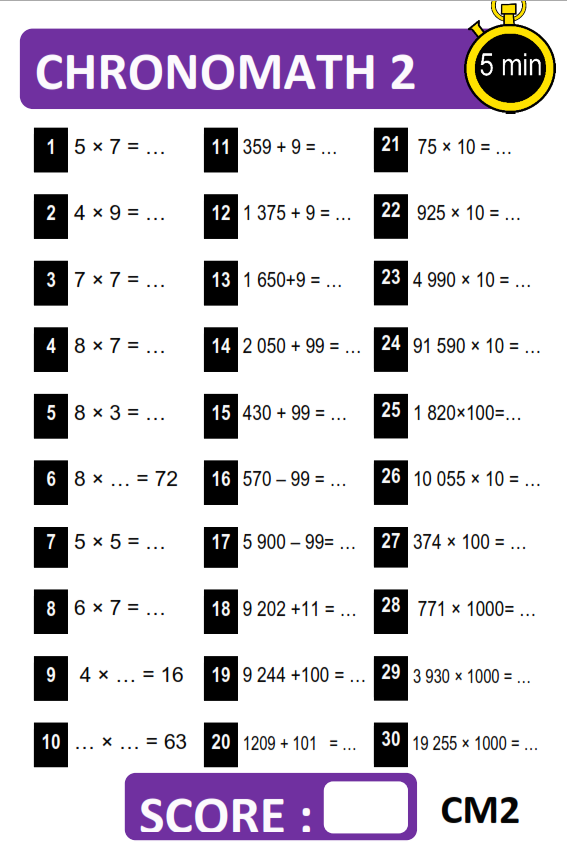 CHRONOMATH 2
5 min
1 5 × 7 = …
2 4 × 9 = …
3 7 × 7 = …
4 8 × 7 = …
5 8 × 3 = …
6 8 × … = 72
7 5 × 5 = …
8 6 × 7 = …
9 4 × … = 16
10 … × … = 63
11 359 + 9 = …
12 1 375 + 9 = …
13 1 650+9 = …
14 2 050 + 99 = …
15 430 + 99 = …
16 570 – 99 = …
17 5 900 – 99= …
18 9 202 +11 = …
19 9 244 +100 = …
20 1209 + 101 = …
21 75 × 10 = …
22 925 × 10 = …
23 4 990 × 10 = …
24 91 590 × 10 = …
25 1 820×100=…
26 10 055 × 10 = …
27 374 × 100 = …
28 771 × 1000= …
29 3 930 × 1000 = …
30 19 255 × 1000 = …
SCORE :
CM2